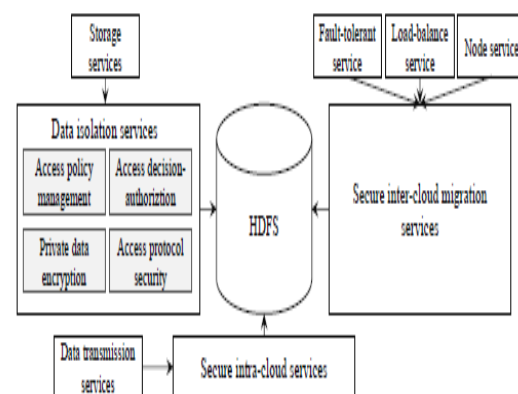 Storage
services
Fault-tolerant
service
Load-balance
service
Node service
Data isolation services
Access policy
management
Access decision-
authoriztion
Private data
encryption
Access protocol
security
HDFS
Secure inter-cloud migration
services
Data transmission
services
Secure intra-cloud services